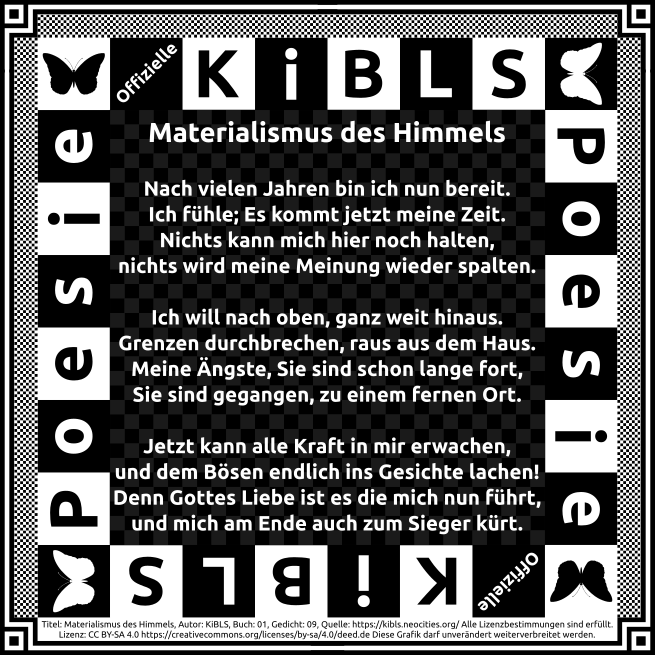 Offizielle
KiBLS
Poesie
Poesie
Materialismus des Himmels
Nach vielen Jahren bin ich nun bereit.
Ich fühle; Es kommt jetzt meine Zeit.
Nichts kann mich hier noch halten,
nichts wird meine Meinung wieder spalten.
Ich will nach oben, ganz weit hinaus.
Grenzen durchbrechen, raus aus dem Haus.
Meine Ängste, Sie sind schon lange fort,
Sie sind gegangen, zu einem fernen Ort.
Jetzt kann alle Kraft in mir erwachen,
und dem Bösen endlich ins Gesichte lachen!
Denn Gottes Liebe ist es die mich nun führt,
und mich am Ende auch zum Sieger kürt.
KiBLS
Offizielle
Titel: Materialismus des Himmels, Autor: KiBLS, Buch: 01, Gedicht: 09, Quelle: https://kibls.neocities.org/ Alle Lizenzbestimmungen sind erfüllt.
Lizenz: CC BY-SA 4.0 https://creativecommons.org/licenses/by-sa/4.0/deed.de Diese Grafik darf unverändert weiterverbreitet werden.